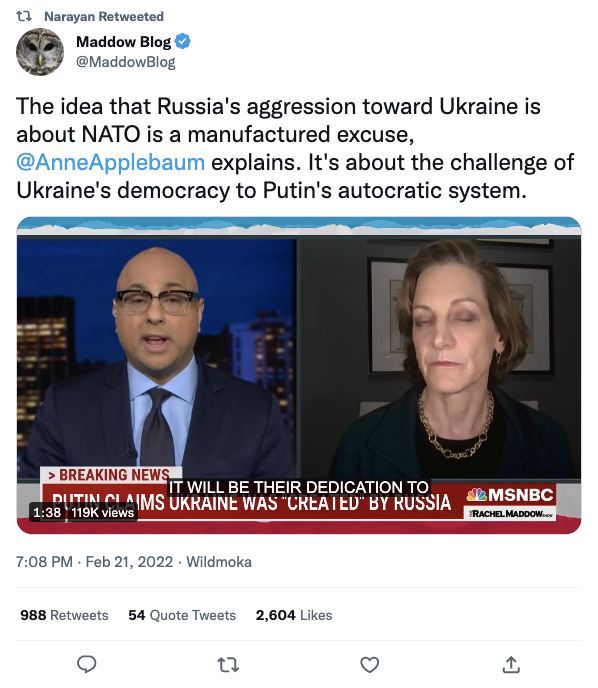 Narayan Retweeted
Maddow Blog
@MaddowBlog
The idea that Russia's aggression toward Ukraine is
about NATO is a manufactured excuse,
@AnneApplebaum explains. It's about the challenge of
Ukraine's democracy to Putin's autocratic system.
> BREAKING NEWS
IT WILL BE THEIR DEDICATION TO
PUTIN CLAIMS UKRAINE WAS "CREATED" BY RUSSIA
MSNBC
1:38 119K views
RACHEL MADDOW
7:08 PM · Feb 21, 2022 · Wildmoka
988 Retweets 54 Quote Tweets 2,604 Likes